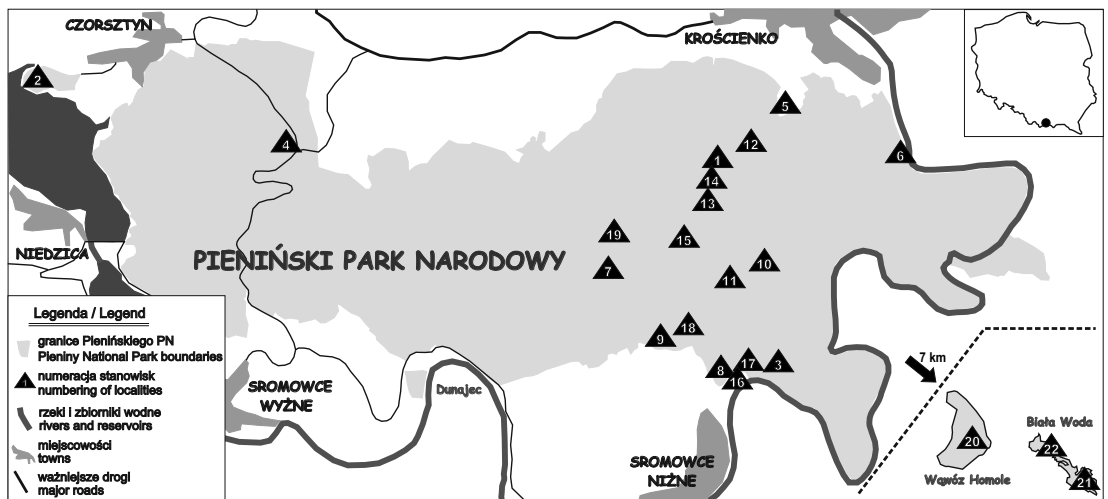 CZORSZTYN
KROŚCIENKO
2
5
4
12
6
1
14
13
19
15
NIEDZICA
PIENIŃSKI PARK NARODOWY
7
10
11
18
9
8
17
3
16
Legenda / Legend
granice Pienińskiego PN
Pieniny National Park boundaries
1
numeracja stanowisk
numbering of localities
rzeki i zbiorniki wodne
rivers and reservoirs
miejscowości
towns
ważniejsze drogi
major roads
SROMOWCE
WYŻNE
Dunajec
SROMOWCE
NIŻNE
7 km
Biała Woda
20
22
21
Wąwóz Homole